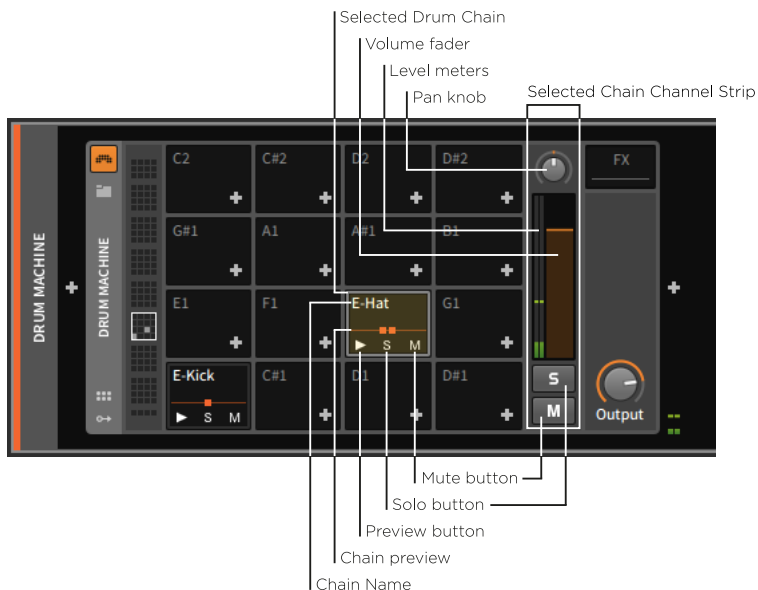 Selected Drum Chain
Volume fader
Level meters
Pan knob
Selected Chain Channel Strip
DRUM MACHINE
DRUM MACHINE
C2
C#2
D2
D#2
FX
G#1
A1
A#1
B1
E1
F1
E-Hat
S M
G1
E-Kick
S M
C#1
D1
D#1
S
M
Output
Mute button
Solo button
Preview button
Chain preview
Chain Name